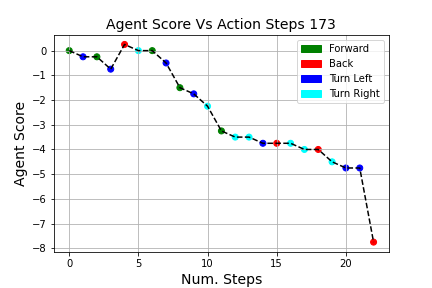 Agent Score Vs Action Steps 173
Forward
Back
Turn Left
Turn Right
Agent Score
0
−1
−2
−3
−4
−5
−6
−7
−8
0 5 10 15 20
Num. Steps